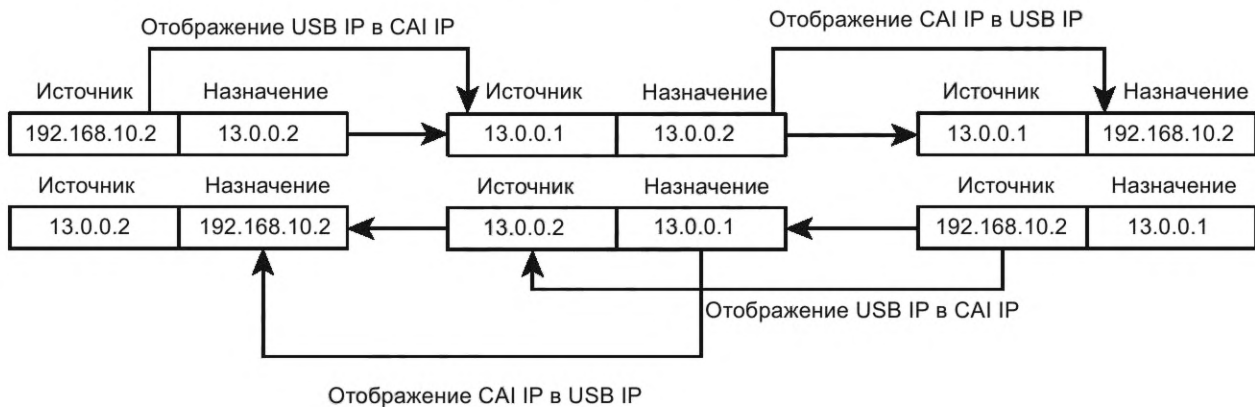 Отображение USB IP в CAI IP
Отображение CAI IP в USB IP
Источник Назначение Источник Назначение Источник Назначение
192.168.10.2 13.0.0.2 13.0.0.1 13.0.0.2 13.0.0.1 192.168.10.2
Источник Назначение Источник Назначение Источник Назначение
13.0.0.2 192.168.10.2 13.0.0.2 13.0.0.1 192.168.10.2 13.0.0.1
Отображение USB IP в CAI IP
Отображение CAI IP в USB IP